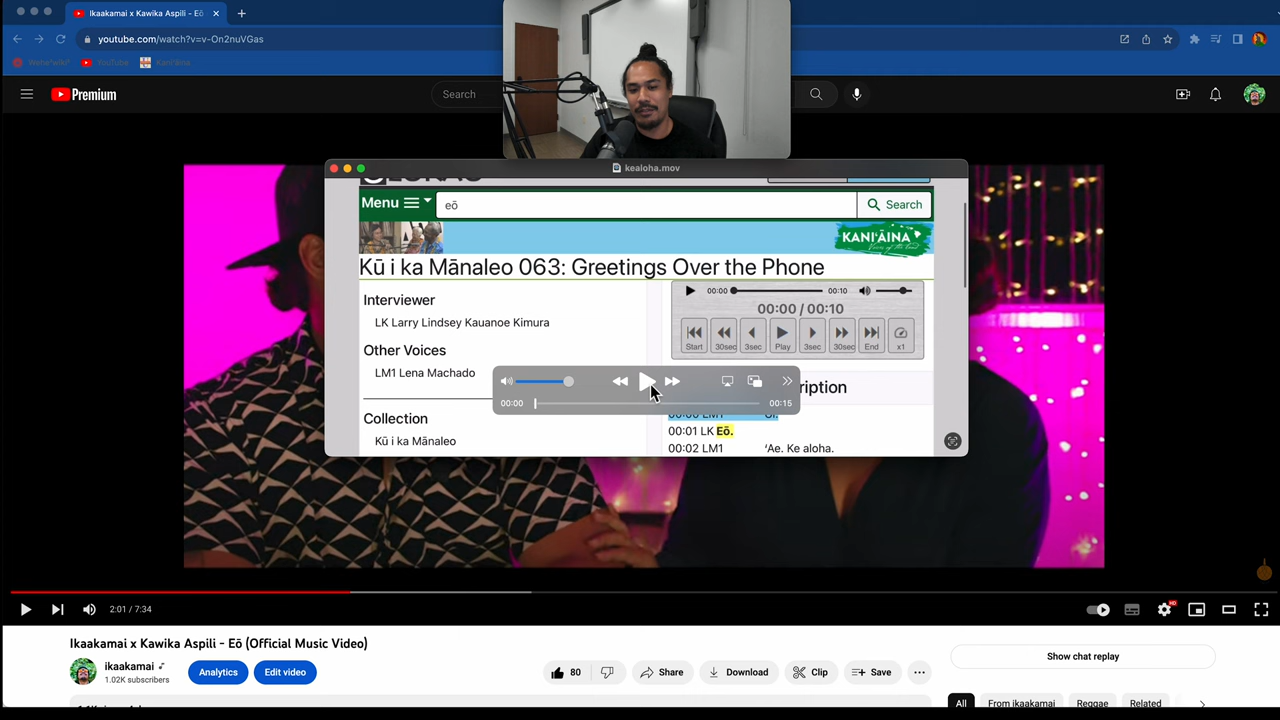 Ikaakamai x Kawika Aspili - Eō
youtube.com/watch?v=v-On2nuVGas
Wehe'wiki!
YouTube
Kani'āina
Premium
Search
kealoha.mov
Menu
eō
Search
KANIʻĀINA
Kū i ka Mānaleo 063: Greetings Over the Phone
Interviewer
LK Larry Lindsey Kauanoe Kimura
Other Voices
LM1 Lena Machado
Collection
Kū i ka Mānaleo
00:00
00:10
00:00 / 00:10
Start
30sec
3sec
Play
3sec
30sec
End
x1
00:00
00:15
00:01 LK Eō.
00:02 LM1 ʻAe. Ke aloha.
2:01 / 7:34
HD
Ikaakamai x Kawika Aspili - Eō (Official Music Video)
ikaakamai
1.02K subscribers
Analytics
Edit video
80
Share
Download
Clip
Save
Show chat replay
All
From ikaakamai
Reggae
Related